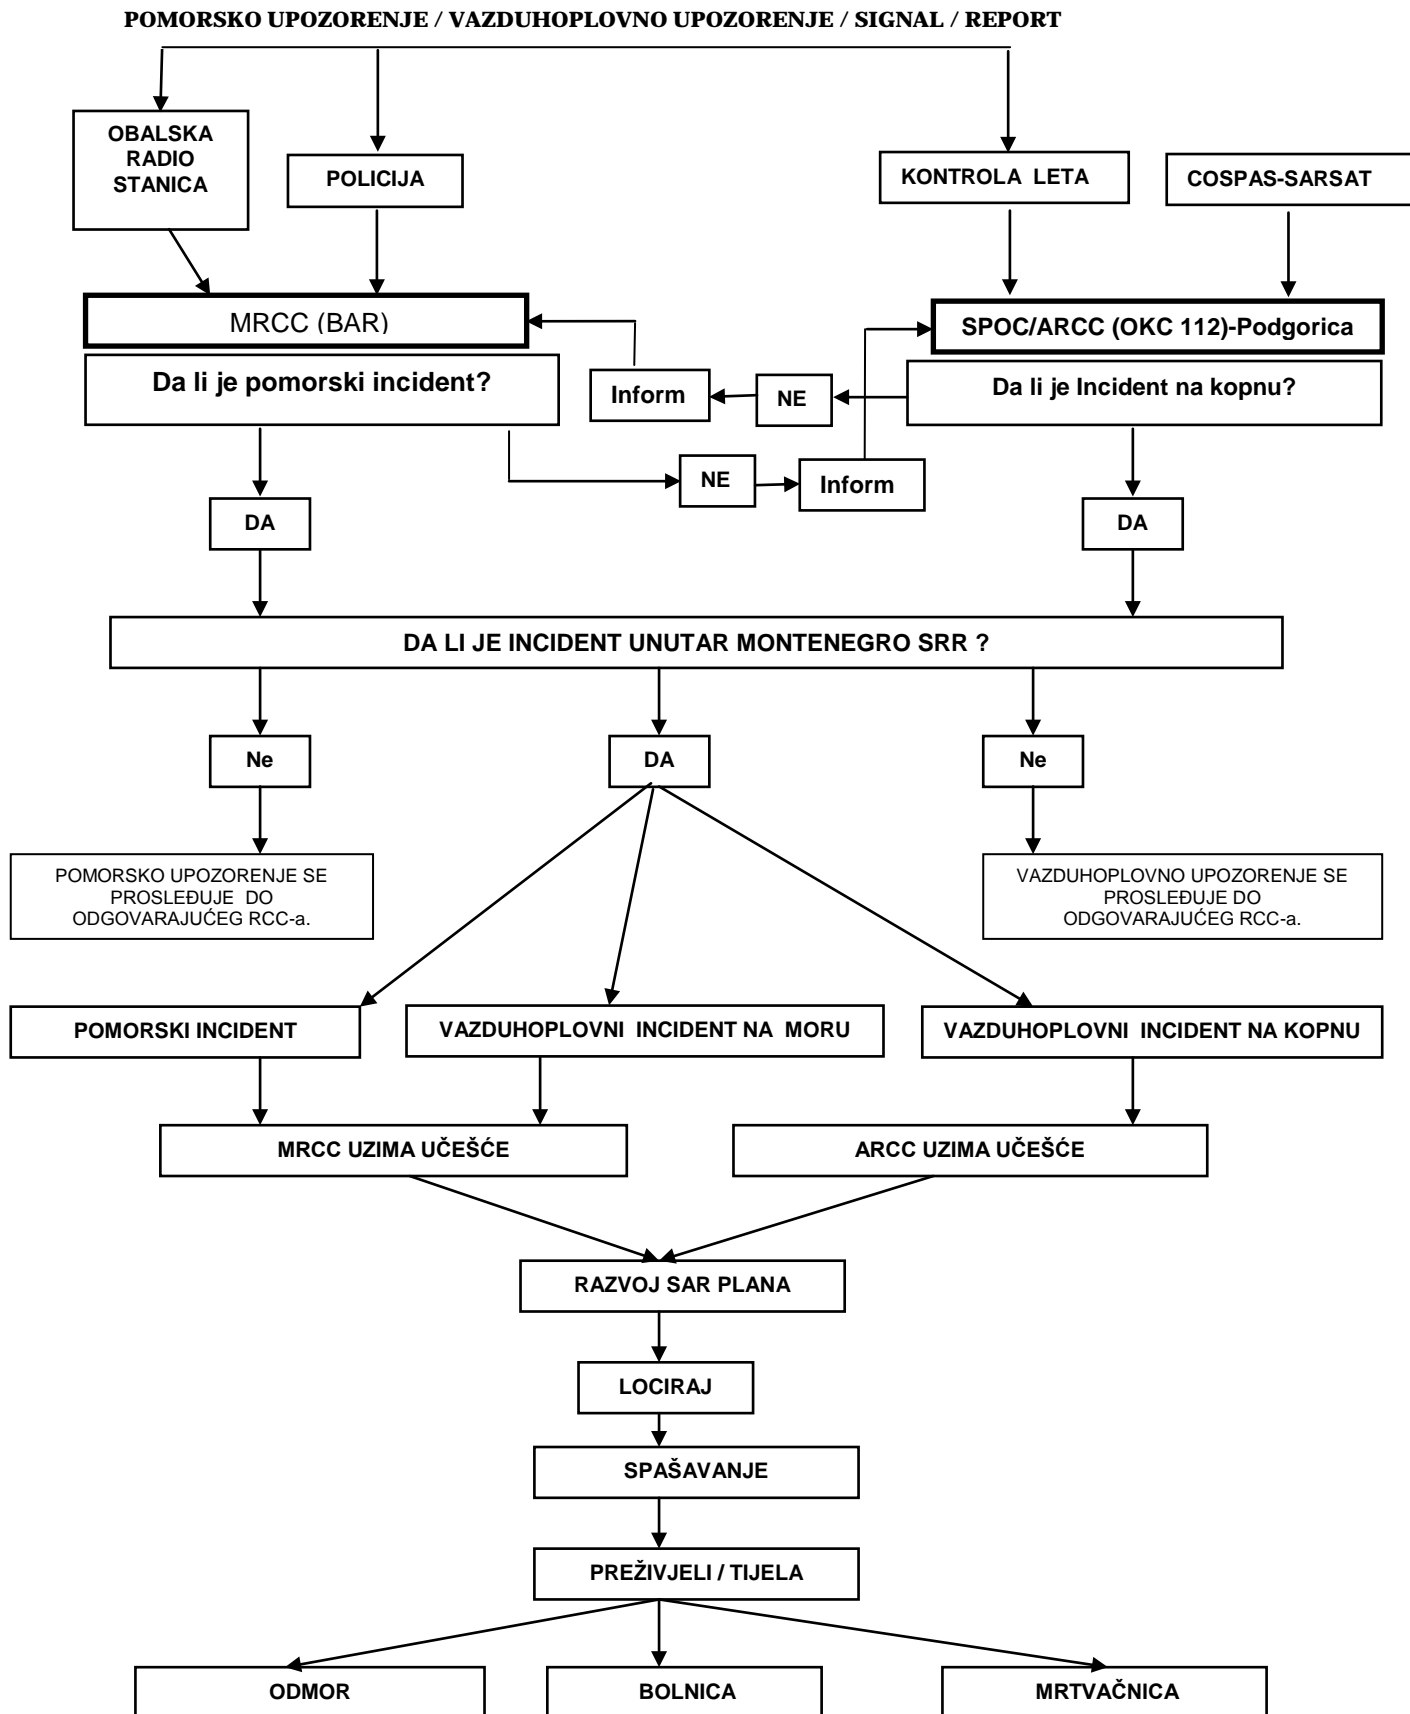 POMORSKO UPOZORENJE / VAZDUHOPLOVNO UPOZORENJE / SIGNAL / REPORT
OBALSKA
RADIO
STANICA
POLICIJA
KONTROLA LETA
COSPAS-SARSAT
MRCC (BAR)
SPOC/ARCC (OKC 112)-Podgorica
Da li je pomorski incident?
Inform
NE
Da li je Incident na kopnu?
NE
Inform
DA
DA
DA LI JE INCIDENT UNUTAR MONTENEGRO SRR ?
Ne
DA
Ne
POMORSKO UPOZORENJE SE
PROSLEĐUJE DO
ODGOVARAJUĆEG RCC-a.
VAZDUHOPLOVNO UPOZORENJE SE
PROSLEĐUJE DO
ODGOVARAJUĆEG RCC-a.
POMORSKI INCIDENT
VAZDUHOPLOVNI INCIDENT NA MORU
VAZDUHOPLOVNI INCIDENT NA KOPNU
MRCC UZIMA UČEŠĆE
ARCC UZIMA UČEŠĆE
RAZVOJ SAR PLANA
LOCIRAJ
SPAŠAVANJE
PREŽIVJELI / TIJELA
ODMOR
BOLNICA
MRTVAČNICA